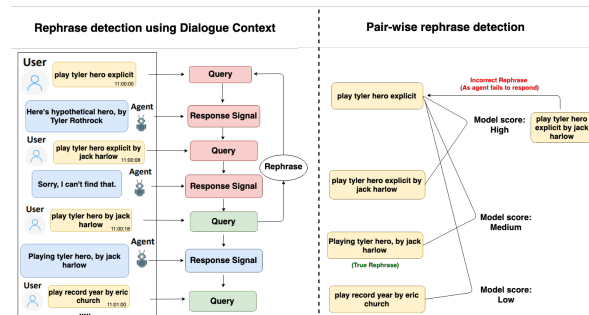 Rephrase detection using Dialogue Context
User
play tyler hero explicit
11:00:00
Query
Here's hypothetical hero, by
Tyler Rothrock
Agent
Response Signal
User
play tyler hero explicit by
jack harlow
11:00:08
Query
Rephrase
Sorry, I can't find that.
Agent
Response Signal
User
play tyler hero by jack
harlow
11:00:18
Query
Playing tyler hero, by jack
harlow
Agent
Response Signal
User
play record year by eric
church
11:01:00
Query
.....
Pair-wise rephrase detection
Incorrect Rephrase
(As agent fails to respond)
play tyler hero explicit
Model score:
High
play tyler hero
explicit by jack
harlow
play tyler hero explicit by
jack harlow
Model score:
Medium
Playing tyler hero, by jack
harlow
(True Rephrase)
Model score:
Low
play record year by eric
church